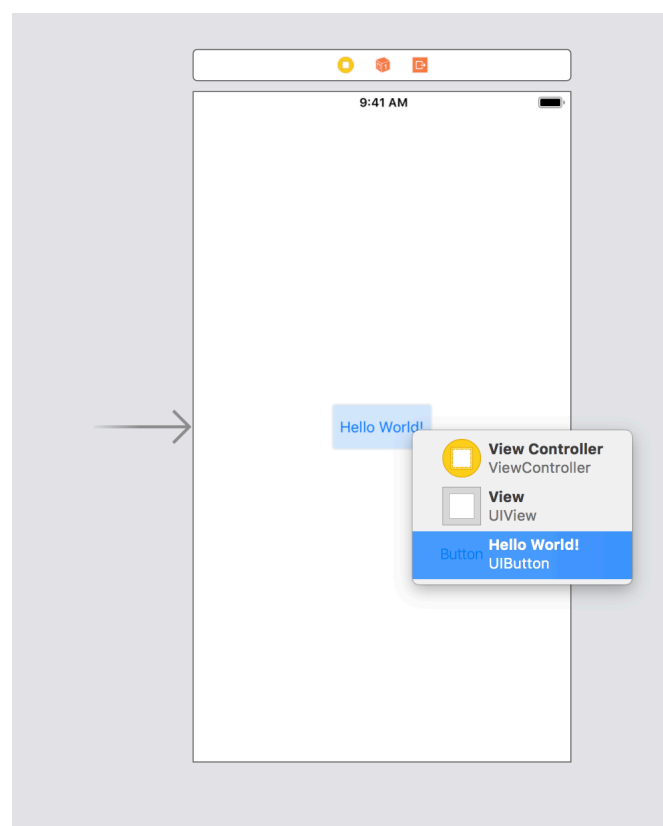 9:41 AM
Hello World!
View Controller
ViewController
View
UIView
Button
Hello World!
UIButton